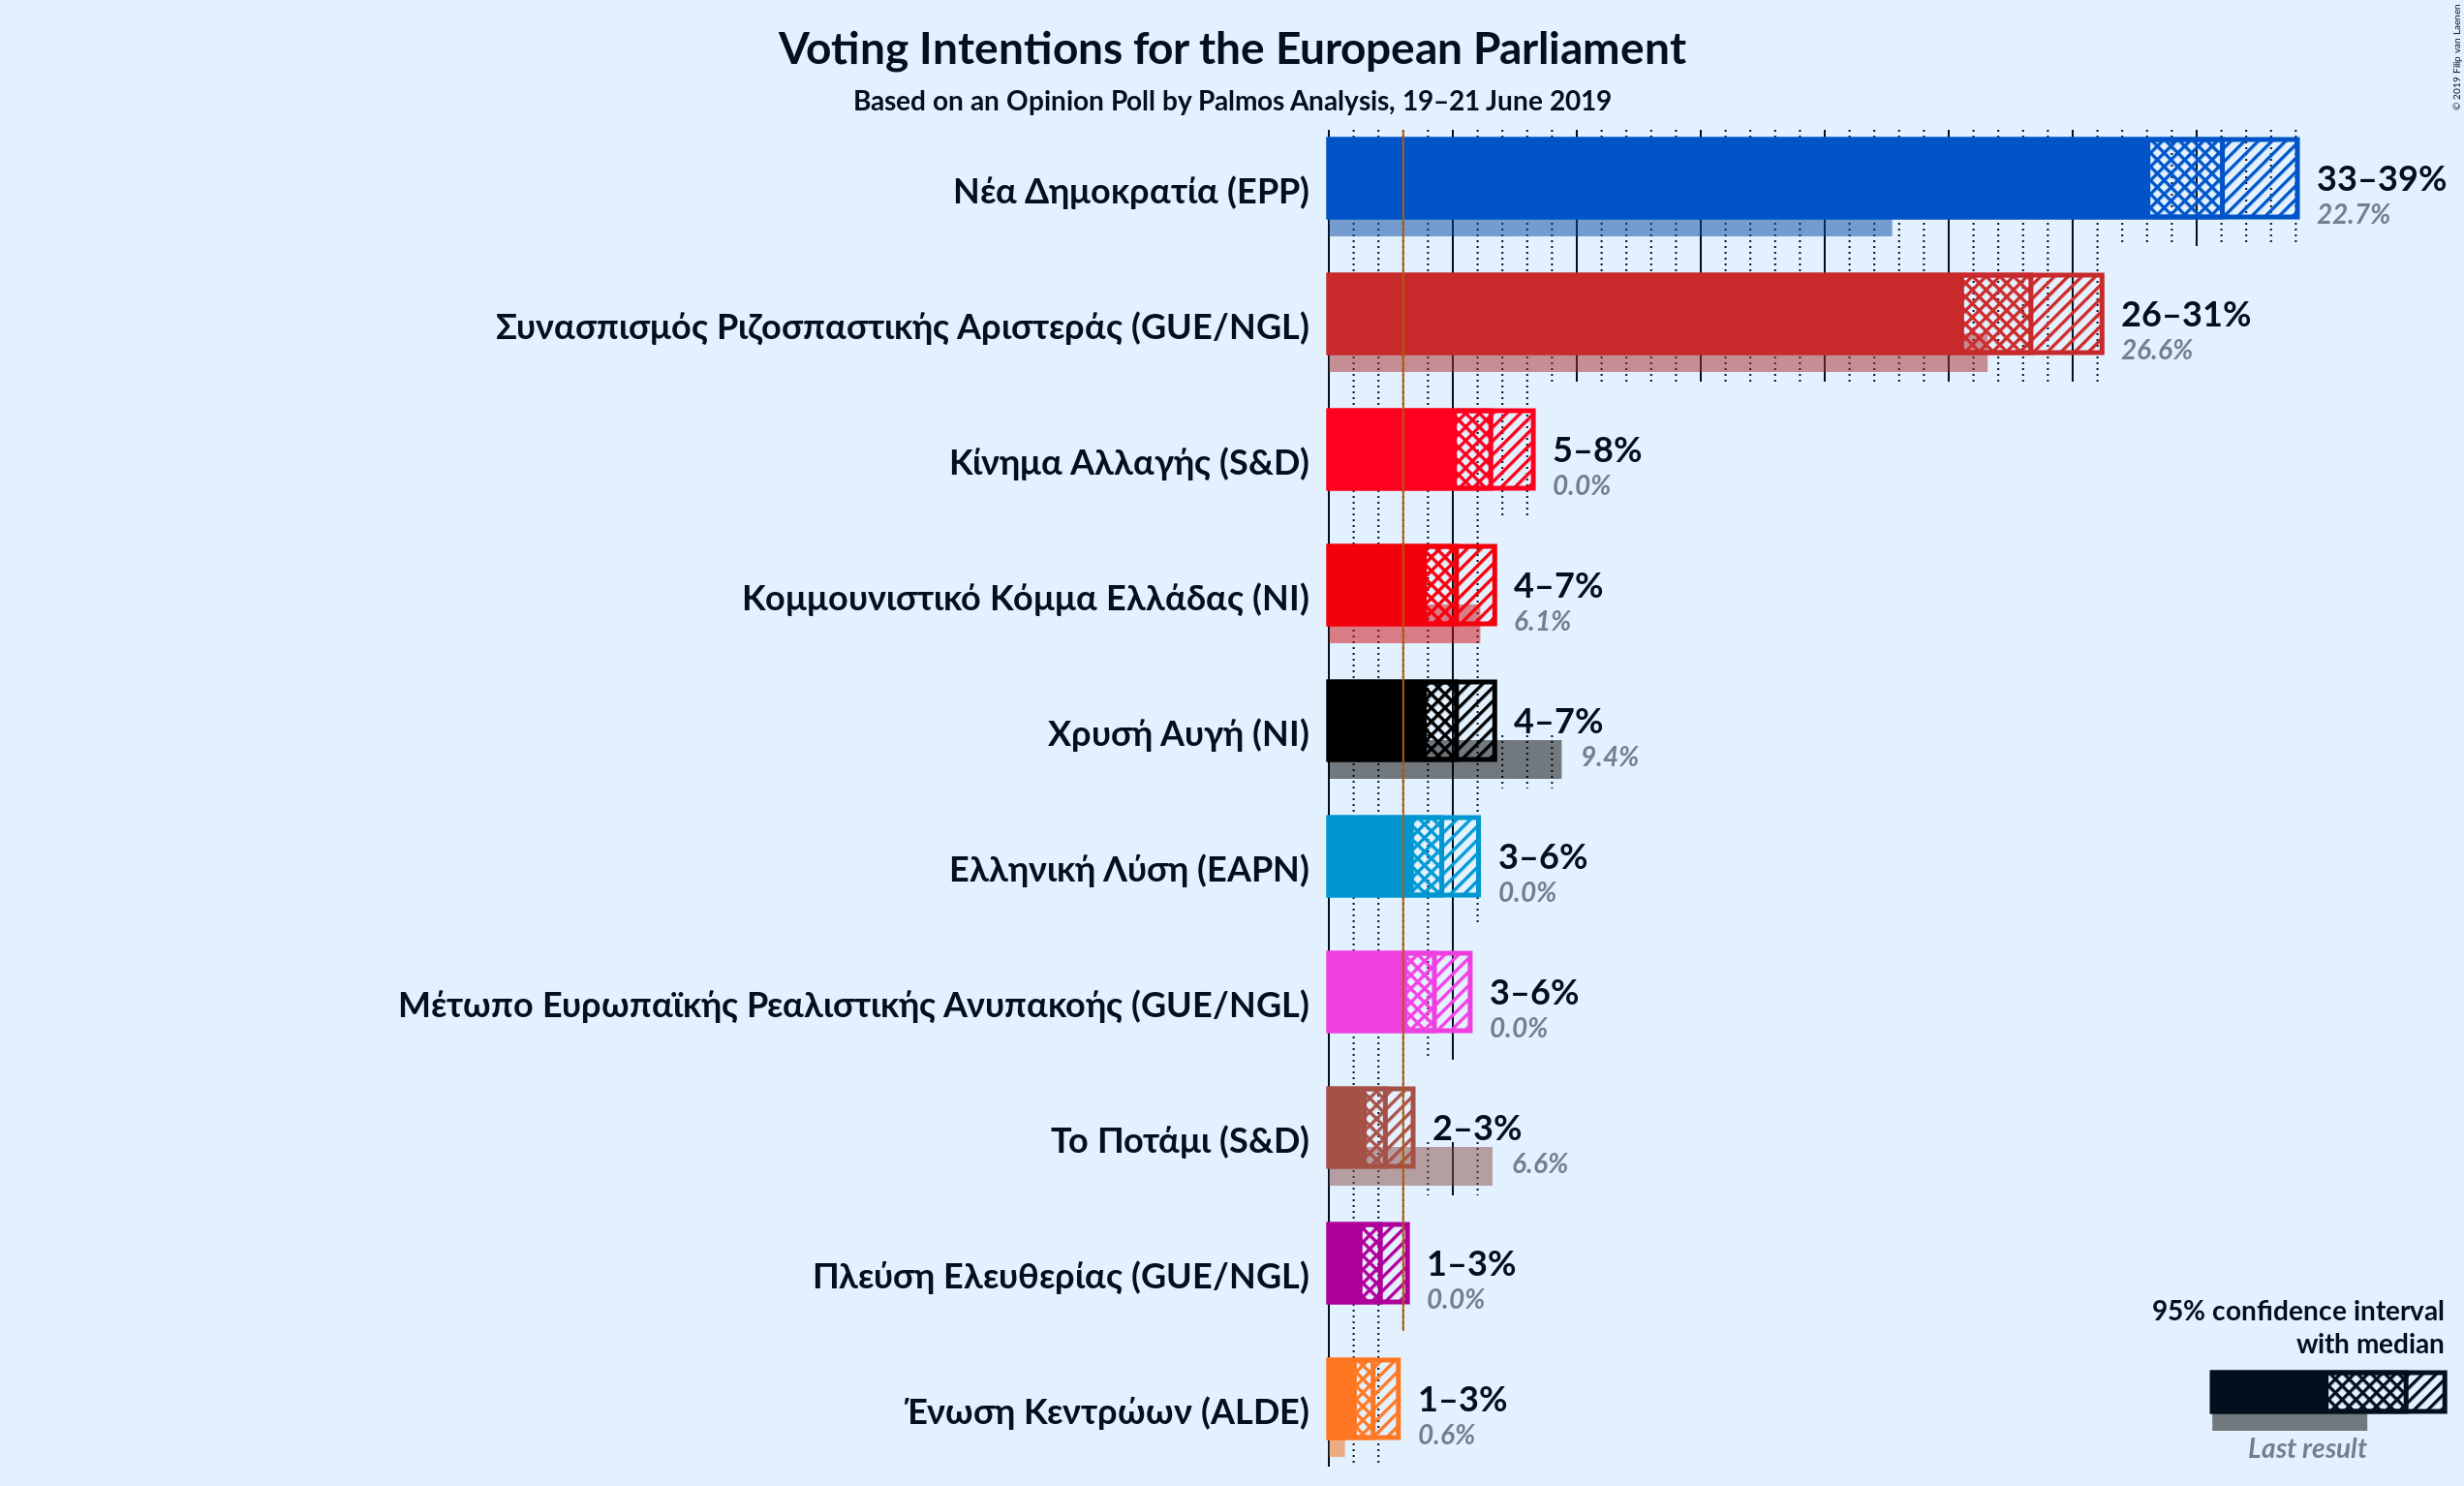 Voting Intentions for the European Parliament
Based on an Opinion Poll by Palmos Analysis, 19–21 June 2019
© 2019 Filip van Laenen
Νέα Δημοκρατία (EPP)
33–39%
22.7%
Συνασπισμός Ριζοσπαστικής Αριστεράς (GUE/NGL)
26–31%
26.6%
Κίνημα Αλλαγής (S&D)
5–8%
0.0%
Κομμουνιστικό Κόμμα Ελλάδας (NI)
4–7%
6.1%
Χρυσή Αυγή (NI)
4–7%
9.4%
Ελληνική Λύση (EAPN)
3–6%
0.0%
Μέτωπο Ευρωπαϊκής Ρεαλιστικής Ανυπακοής (GUE/NGL)
3–6%
0.0%
Το Ποτάμι (S&D)
2–3%
6.6%
Πλεύση Ελευθερίας (GUE/NGL)
1–3%
0.0%
Ένωση Κεντρώων (ALDE)
1–3%
0.6%
95% confidence interval
with median
Last result